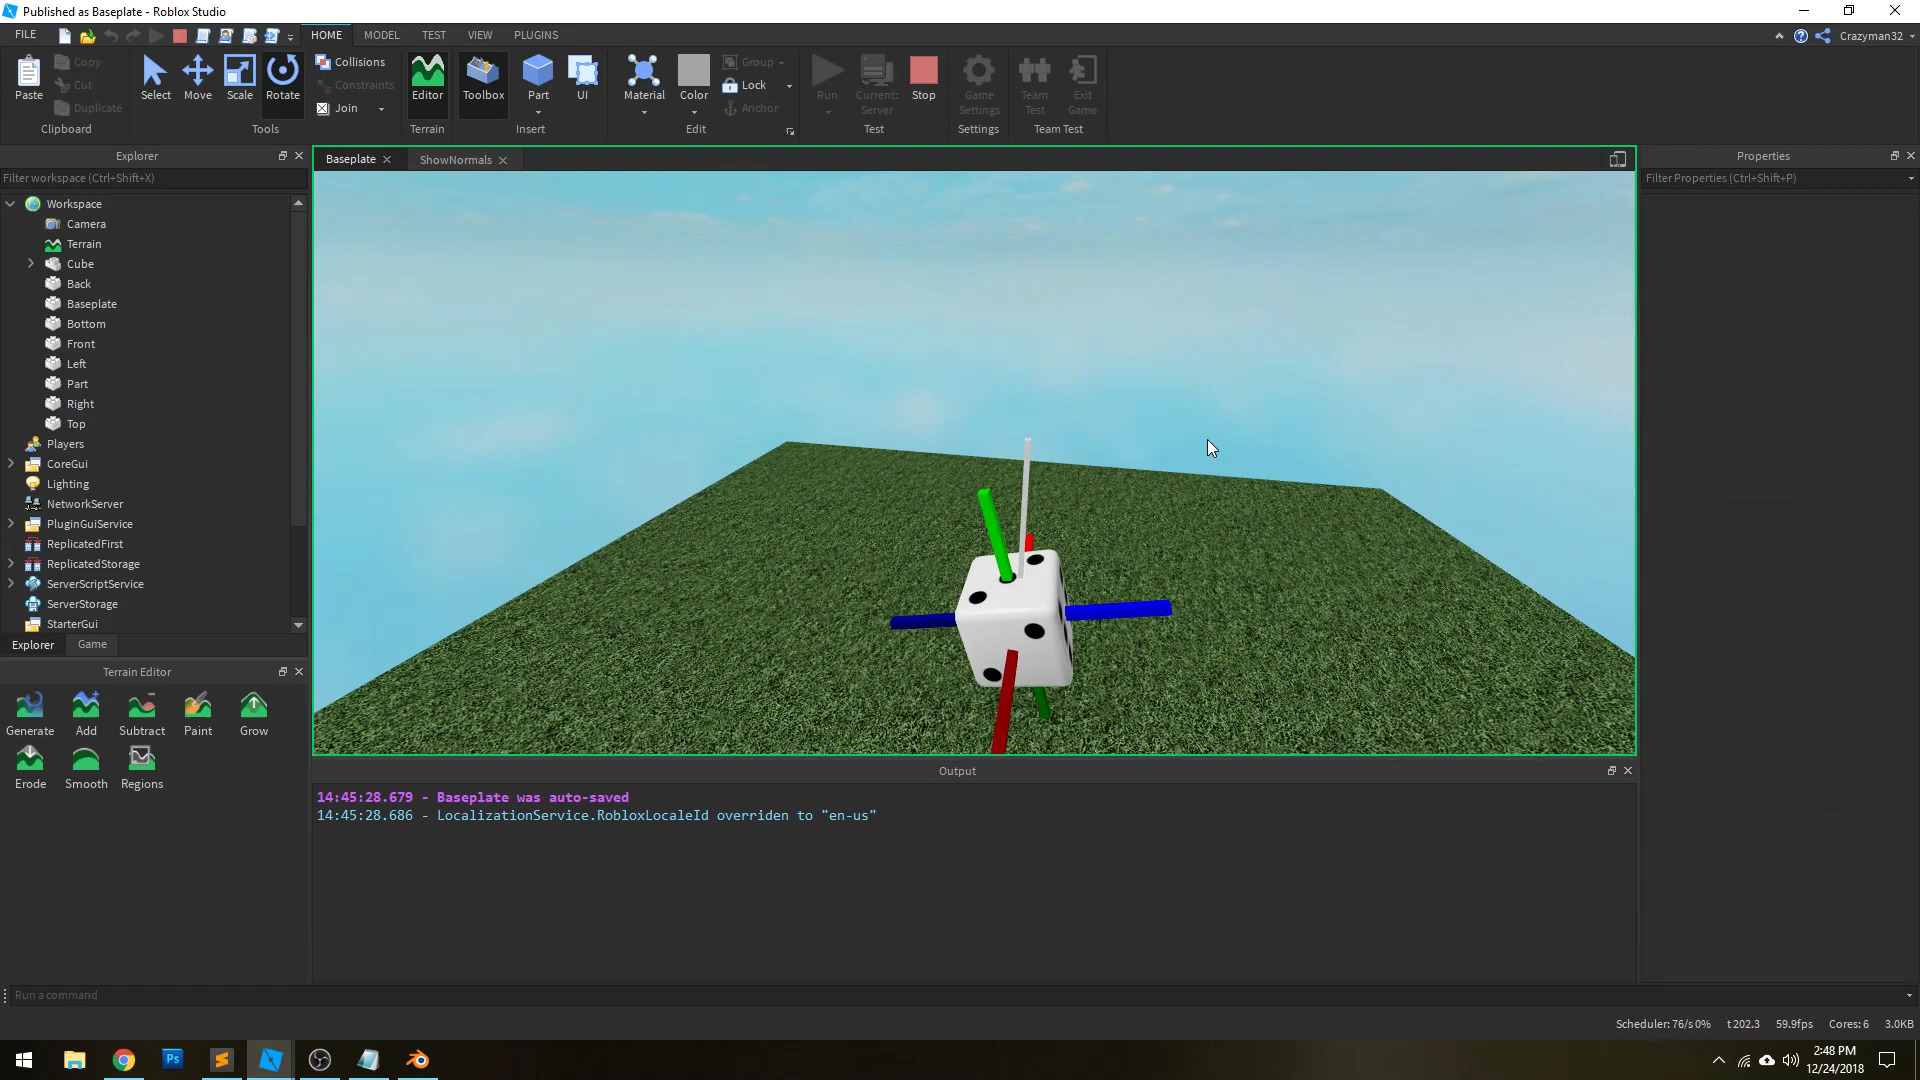 Published as Baseplate - Roblox Studio
FILE
HOME
MODEL
TEST
VIEW
PLUGINS
Crazyman32
Paste
Copy
Cut
Duplicate
Clipboard
Select
Move
Scale
Rotate
Collisions
Constraints
Join
Tools
Editor
Terrain
Toolbox
Part
UI
Insert
Material
Color
Group
Lock
Anchor
Edit
Run
Current:
Server
Stop
Test
Game
Settings
Settings
Team
Test
Exit
Game
Team Test
Explorer
Filter workspace (Ctrl+Shift+X)
Workspace
Camera
Terrain
Cube
Back
Baseplate
Bottom
Front
Left
Part
Right
Top
Players
CoreGui
Lighting
NetworkServer
PluginGuiService
ReplicatedFirst
ReplicatedStorage
ServerScriptService
ServerStorage
StarterGui
Explorer
Game
Terrain Editor
Generate
Add
Subtract
Paint
Grow
Erode
Smooth
Regions
Baseplate
ShowNormals
Properties
Filter Properties (Ctrl+Shift+P)
Output
14:45:28.679 - Baseplate was auto-saved
14:45:28.686 - LocalizationService.RobloxLocaleId overriden to "en-us"
Run a command
Scheduler: 76/s 0%
t 202.3
59.9fps
Cores: 6
3.0KB
Ps
2:48 PM
12/24/2018